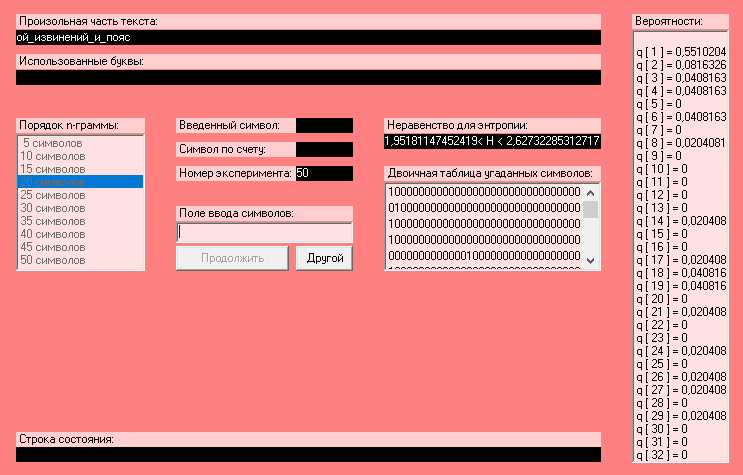 Произольная часть текста:
ой_извинений_и_пояс
Использованные буквы:
Порядок n-граммы:
5 символов
10 символов
15 символов
20 символов
25 символов
30 символов
35 символов
40 символов
45 символов
50 символов
Введенный символ:
Символ по счету:
Номер эксперимента: 50
Поле ввода символов:
Продолжить
Другой
Неравенство для энтропии:
1,95181147452419< H < 2,62732285312717
Двоичная таблица угаданных символов:
10000000000000000000000000000000
01000000000000000000000000000000
10000000000000000000000000000000
10000000000000000000000000000000
00000000000001000000000000000000
Строка состояния:
Вероятности:
q [ 1 ] = 0,5510204
q [ 2 ] = 0,0816326
q [ 3 ] = 0,0408163
q [ 4 ] = 0,0408163
q [ 5 ] = 0
q [ 6 ] = 0,0408163
q [ 7 ] = 0
q [ 8 ] = 0,0204081
q [ 9 ] = 0
q [ 10 ] = 0
q [ 11 ] = 0
q [ 12 ] = 0
q [ 13 ] = 0
q [ 14 ] = 0,020408
q [ 15 ] = 0
q [ 16 ] = 0
q [ 17 ] = 0,020408
q [ 18 ] = 0,040816
q [ 19 ] = 0,040816
q [ 20 ] = 0
q [ 21 ] = 0,020408
q [ 22 ] = 0
q [ 23 ] = 0
q [ 24 ] = 0,020408
q [ 25 ] = 0
q [ 26 ] = 0,020408
q [ 27 ] = 0,020408
q [ 28 ] = 0
q [ 29 ] = 0,020408
q [ 30 ] = 0
q [ 31 ] = 0
q [ 32 ] = 0